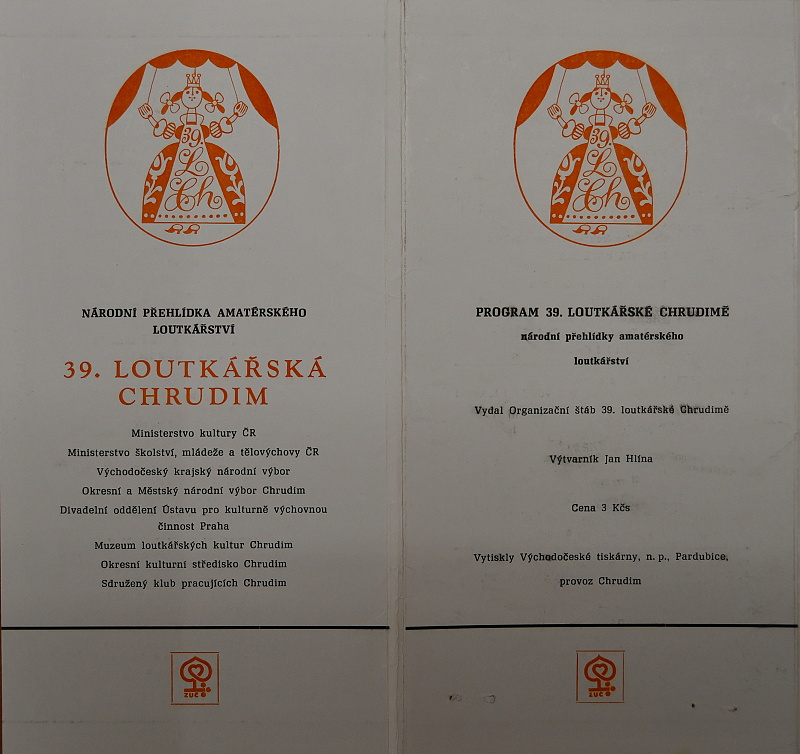 39.
L
Ch
NÁRODNÍ PŘEHLÍDKA AMATÉRSKÉHO
LOUTKÁŘSTVÍ
39. LOUTKÁŘSKÁ
CHRUDIM
Ministerstvo kultury ČR
Ministerstvo školství, mládeže a tělovýchovy ČR
Východočeský krajský národní výbor
Okresní a Městský národní výbor Chrudim
Divadelní oddělení Ústavu pro kulturně výchovnou
činnost Praha
Muzeum loutkářských kultur Chrudim
Okresní kulturní středisko Chrudim
Sdružený klub pracujících Chrudim
ZUČ
39.
L
Ch
PROGRAM 39. LOUTKÁŘSKÉ CHRUDIMĚ
národní přehlídky amatérského
loutkářství
Vydal Organizační štáb 39. loutkářské Chrudimě
Výtvarník Jan Hlína
Cena 3 Kčs
Vytiskly Východočeské tiskárny, n. p., Pardubice,
provoz Chrudim
ZUČ